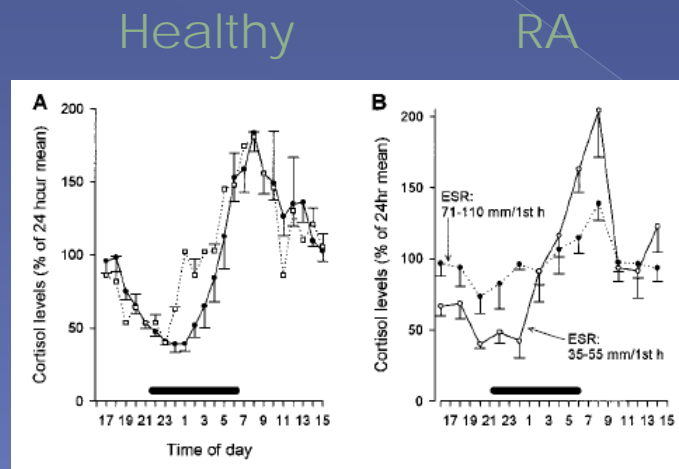 Healthy RA
A
B
Cortisol levels (% of 24 hour mean)
200
150
100
50
0
17 19 21 23 1 3 5 7 9 11 13 15
Time of day
Cortisol levels (% of 24hr mean)
200
150
100
50
0
ESR:
71-110 mm/1st h
ESR:
35-55 mm/1st h
17 19 21 23 1 3 5 7 9 11 13 15